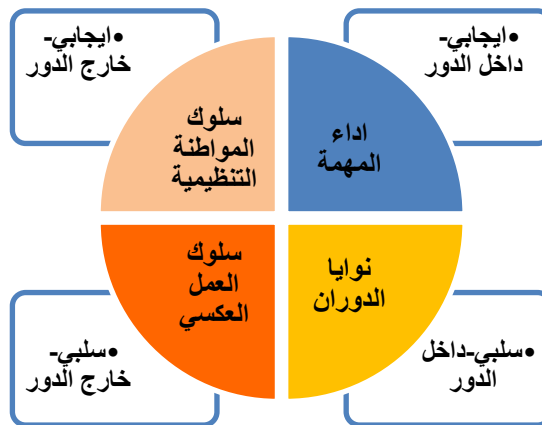 •ايجابي-
داخل الدور
•ايجابي-
خارج الدور
اداء
المهمة
سلوك
المواطنة
التنظيمية
نوايا
الدوران
سلوك
العمل
العكسي
•سلبي-داخل
الدور
•سلبي-
خارج الدور